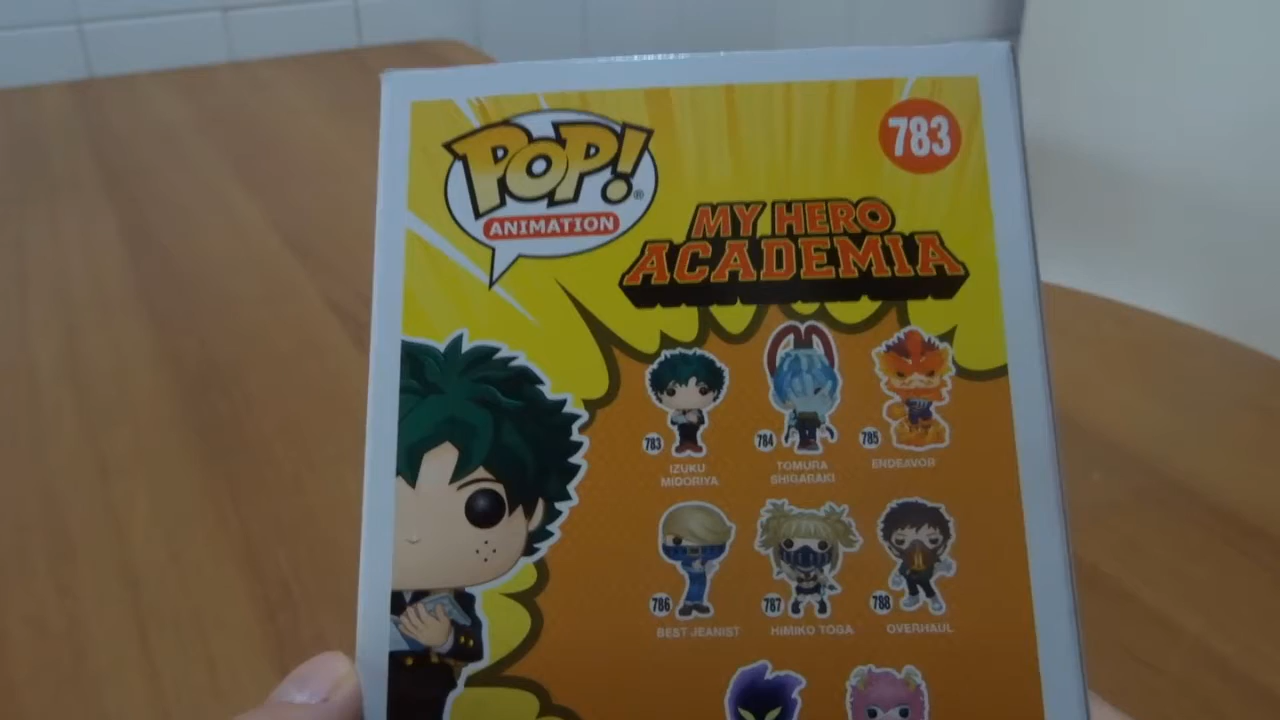 POP!®
ANIMATION
783
MY HERO
ACADEMIA
783
IZUKU
MIDORIYA
784
TOMURA
SHIGARAKI
785
ENDEAVOR
786
BEST JEANIST
787
HIMIKO TOGA
788
OVERHAUL